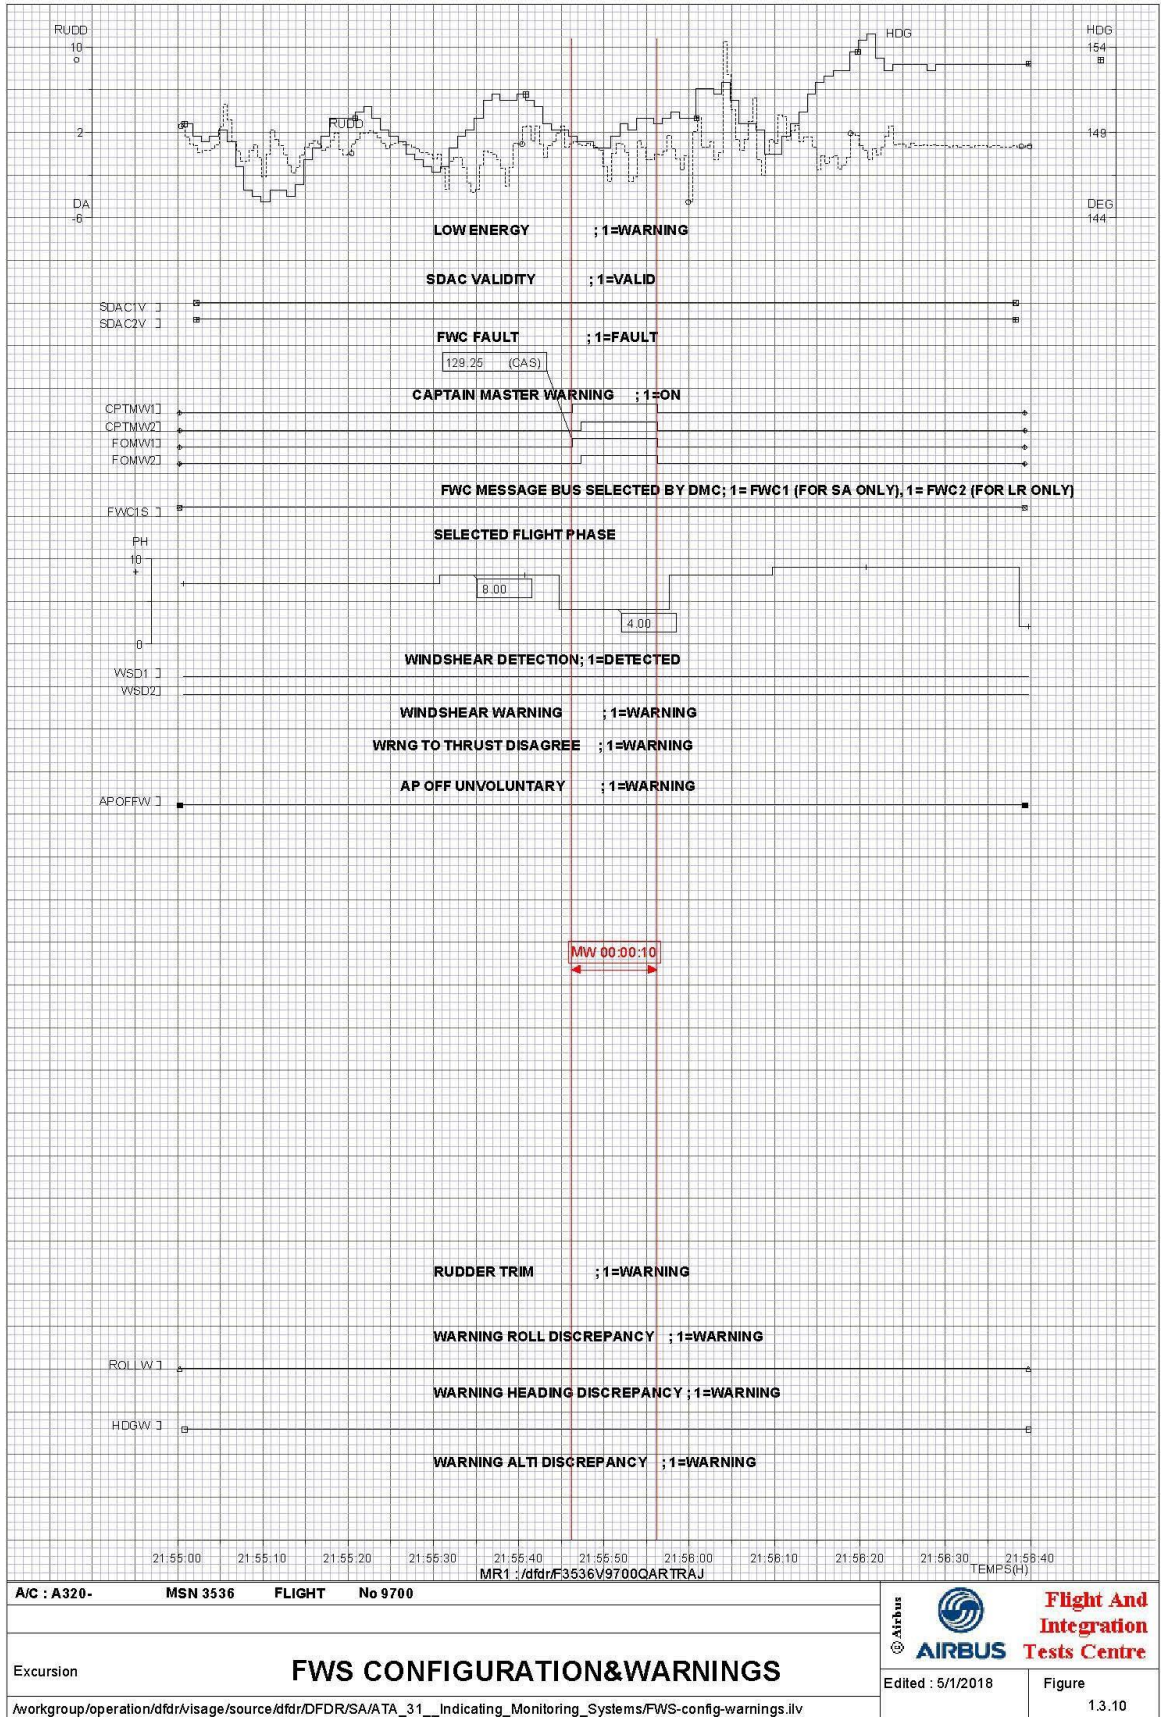 RUDD
10
HDG
HDG
154
RUDD
2
149
DA
-6
DEG
144
LOW ENERGY ; 1=WARNING
SDAC VALIDITY ; 1=VALID
SDAC1V ]
SDAC2V ]
FWC FAULT ; 1=FAULT
129.25 (CAS)
CAPTAIN MASTER WARNING ; 1=ON
CPTMW1]
CPTMW2]
FOMW1]
FOMW2]
FWC MESSAGE BUS SELECTED BY DMC; 1= FWC1 (FOR SA ONLY), 1= FWC2 (FOR LR ONLY)
FWC1S ]
SELECTED FLIGHT PHASE
PH
10
8.00
4.00
0
WINDSHEAR DETECTION; 1=DETECTED
WSD1 ]
WSD2]
WINDSHEAR WARNING ; 1=WARNING
WRNG TO THRUST DISAGREE ; 1=WARNING
AP OFF UNVOLUNTARY ; 1=WARNING
APOFFW ]
MW 00:00:10
RUDDER TRIM ; 1=WARNING
WARNING ROLL DISCREPANCY ; 1=WARNING
ROLLW ]
WARNING HEADING DISCREPANCY ; 1=WARNING
HDGW ]
WARNING ALTI DISCREPANCY ; 1=WARNING
21:55:00 21:55:10 21:55:20 21:55:30 21:55:40 21:55:50 21:56:00 21:56:10 21:56:20 21:56:30 21:56:40
TEMPS(H)
MR1 : /dfdr/F3536V9700QARTRAJ
A/C : A320- MSN 3536 FLIGHT No 9700
Excursion
FWS CONFIGURATION&WARNINGS
/workgroup/operation/dfdr/visage/source/dfdr/DFDR/SA/ATA_31__Indicating_Monitoring_Systems/FWS-config-warnings.ilv
© Airbus
AIRBUS
Flight And
Integration
Tests Centre
Edited : 5/1/2018
Figure
1.3.10